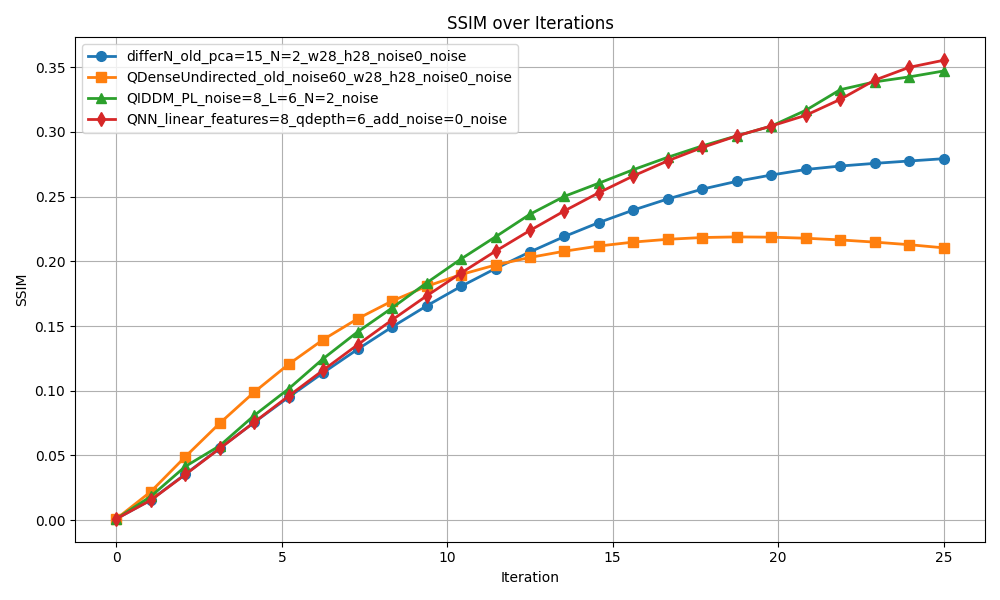 SSIM over Iterations
differN_old_pca=15_N=2_w28_h28_noise0_noise
QDenseUndirected_old_noise60_w28_h28_noise0_noise
QIDDM_PL_noise=8_L=6_N=2_noise
QNN_linear_features=8_qdepth=6_add_noise=0_noise
SSIM
0.35
0.30
0.25
0.20
0.15
0.10
0.05
0.00
0 5 10 15 20 25
Iteration